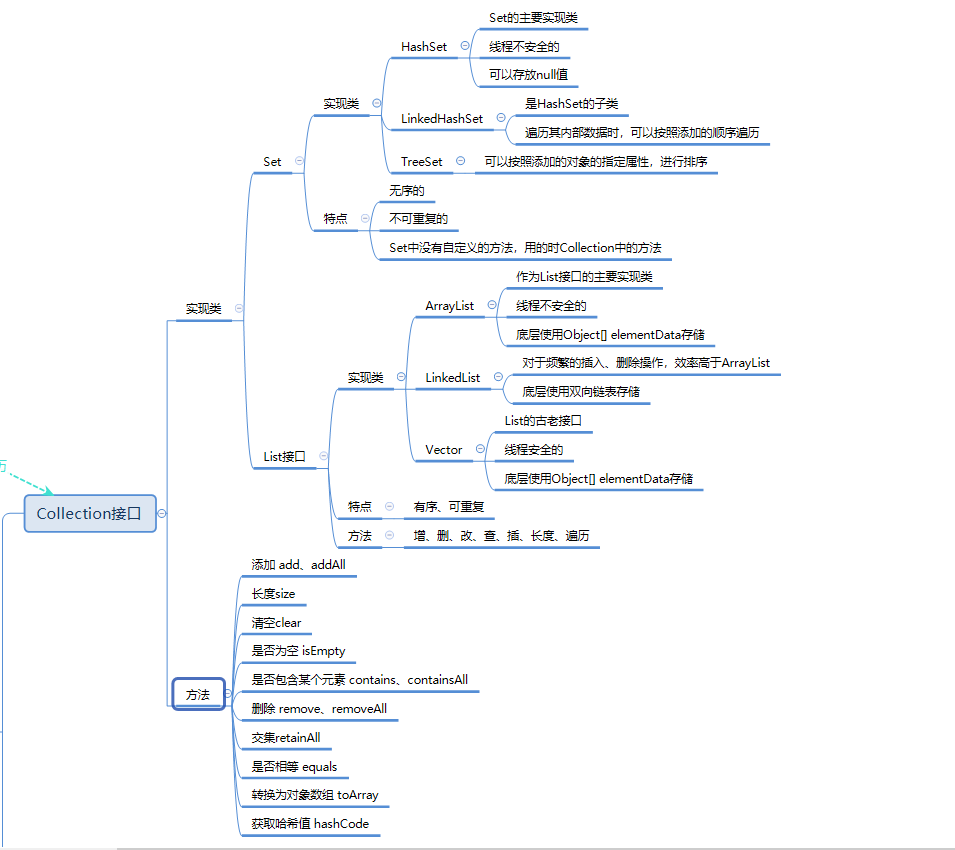 Set的主要实现类
HashSet
线程不安全的
可以存放null值
实现类
是HashSet的子类
LinkedHashSet
遍历其内部数据时，可以按照添加的顺序遍历
Set
TreeSet
可以按照添加的对象的指定属性，进行排序
无序的
特点
不可重复的
Set中没有自定义的方法，用的时Collection中的方法
实现类
作为List接口的主要实现类
ArrayList
线程不安全的
底层使用Object[] elementData存储
实现类
对于频繁的插入、删除操作，效率高于ArrayList
LinkedList
底层使用双向链表存储
List的古老接口
Vector
线程安全的
List接口
底层使用Object[] elementData存储
历
特点
有序、可重复
Collection接口
方法
增、删、改、查、插、长度、遍历
添加 add、addAll
长度size
清空clear
是否为空 isEmpty
是否包含某个元素 contains、containsAll
方法
删除 remove、removeAll
交集retainAll
是否相等 equals
转换为对象数组 toArray
获取哈希值 hashCode